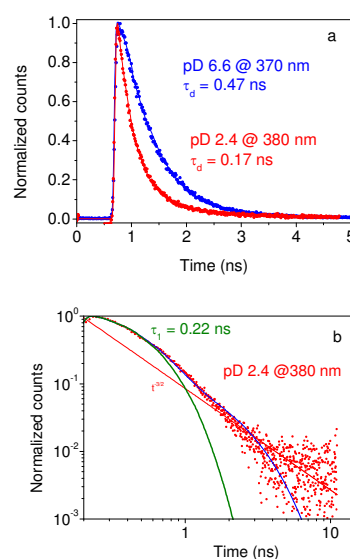 a
pD 6.6 @ 370 nm
τd = 0.47 ns
pD 2.4 @ 380 nm
τd = 0.17 ns
Normalized counts
1.0
0.8
0.6
0.4
0.2
0.0
0 1 2 3 4 5
Time (ns)
b
τ1 = 0.22 ns
pD 2.4 @380 nm
t-3/2
Normalized counts
10^0
10^-1
10^-2
10^-3
1 10
Time (ns)